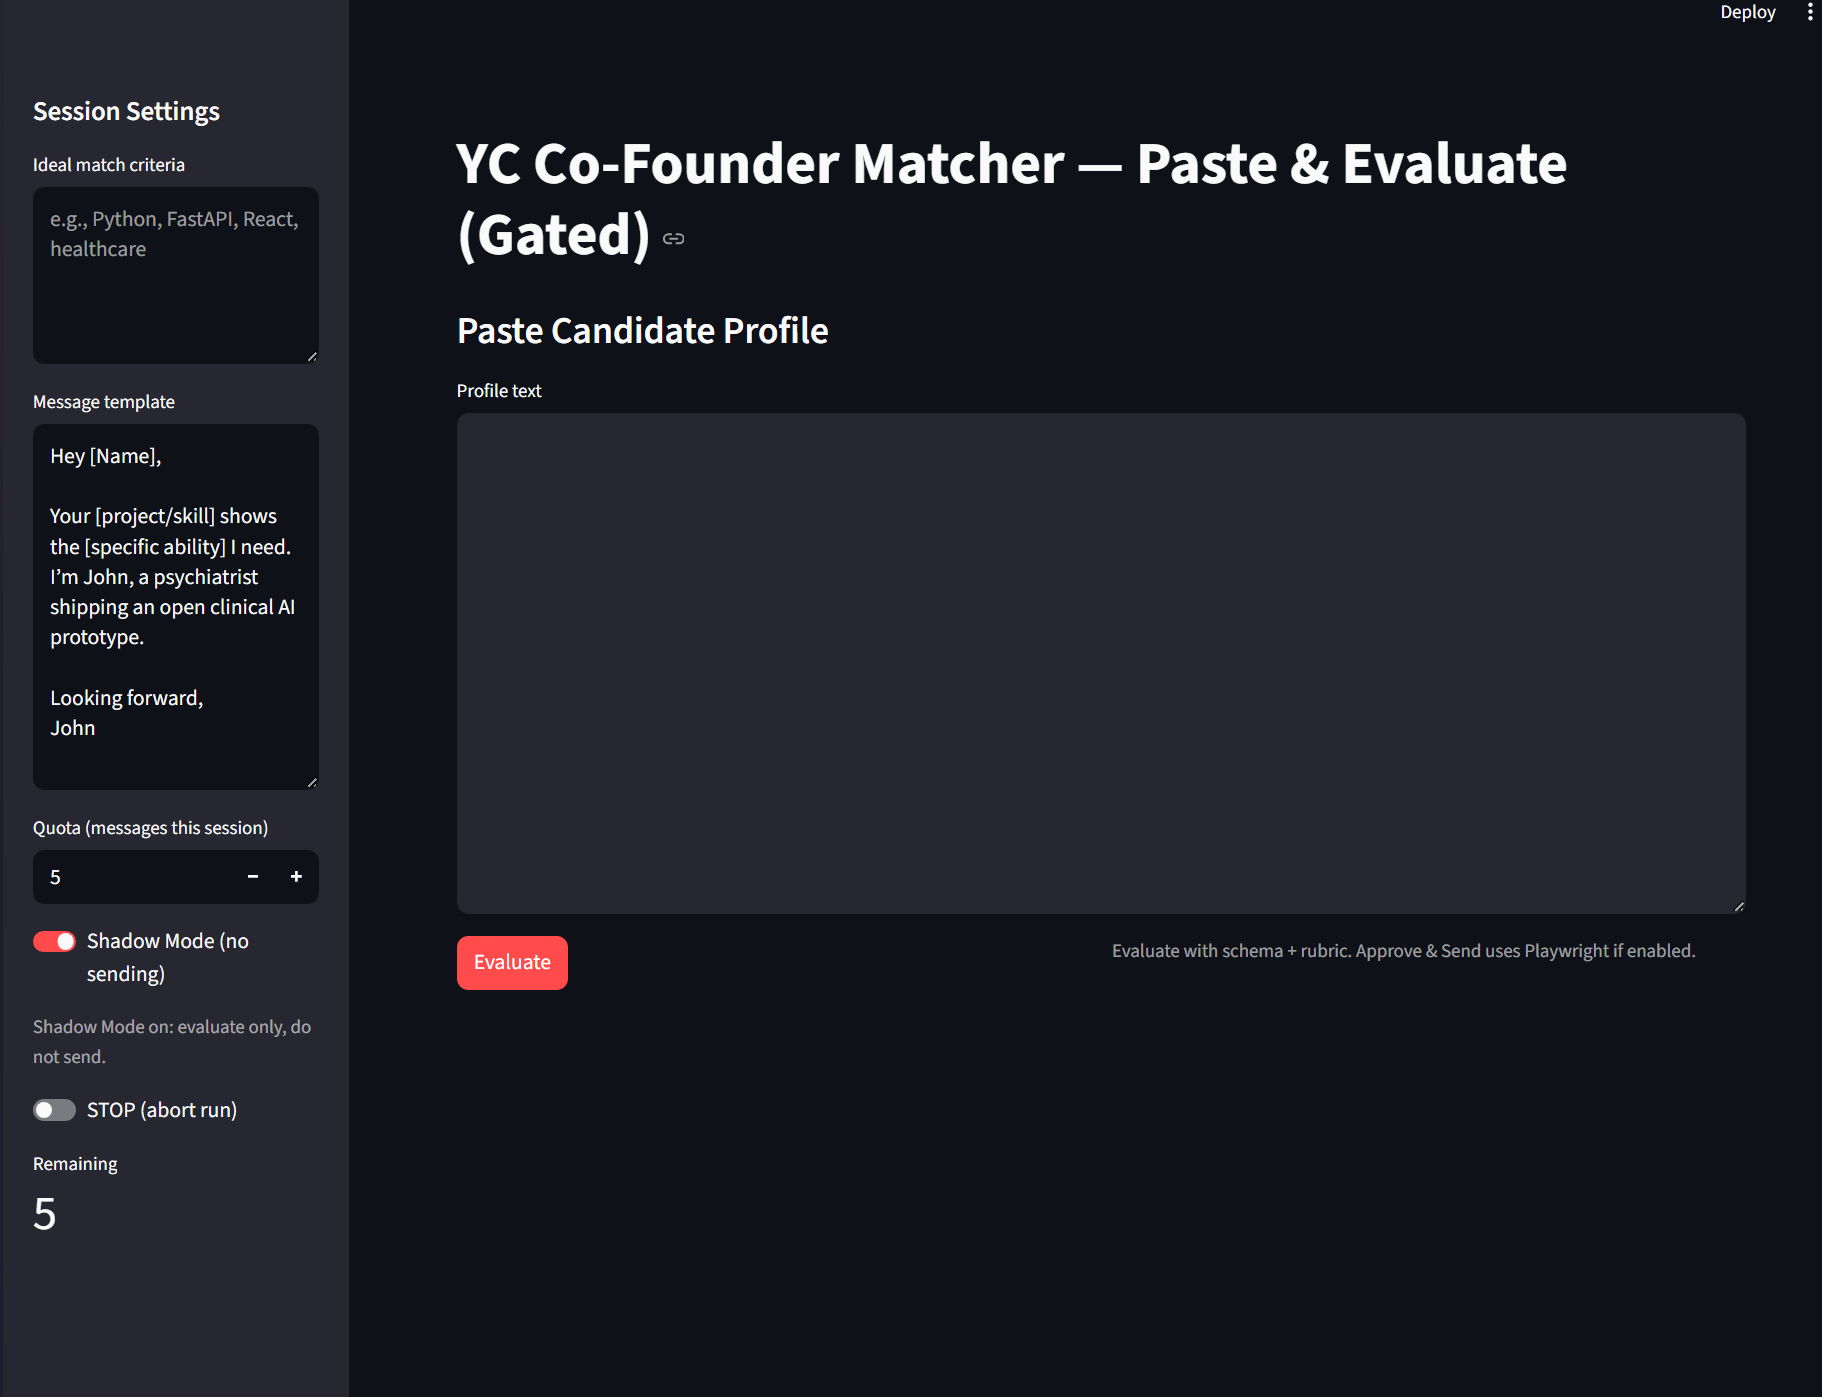 Deploy
Session Settings
Ideal match criteria
e.g., Python, FastAPI, React,
healthcare
Message template
Hey [Name],
Your [project/skill] shows
the [specific ability] I need.
I’m John, a psychiatrist
shipping an open clinical AI
prototype.
Looking forward,
John
Quota (messages this session)
5
Shadow Mode (no
sending)
Shadow Mode on: evaluate only, do
not send.
STOP (abort run)
Remaining
5
YC Co-Founder Matcher — Paste & Evaluate
(Gated)
Paste Candidate Profile
Profile text
Evaluate
Evaluate with schema + rubric. Approve & Send uses Playwright if enabled.